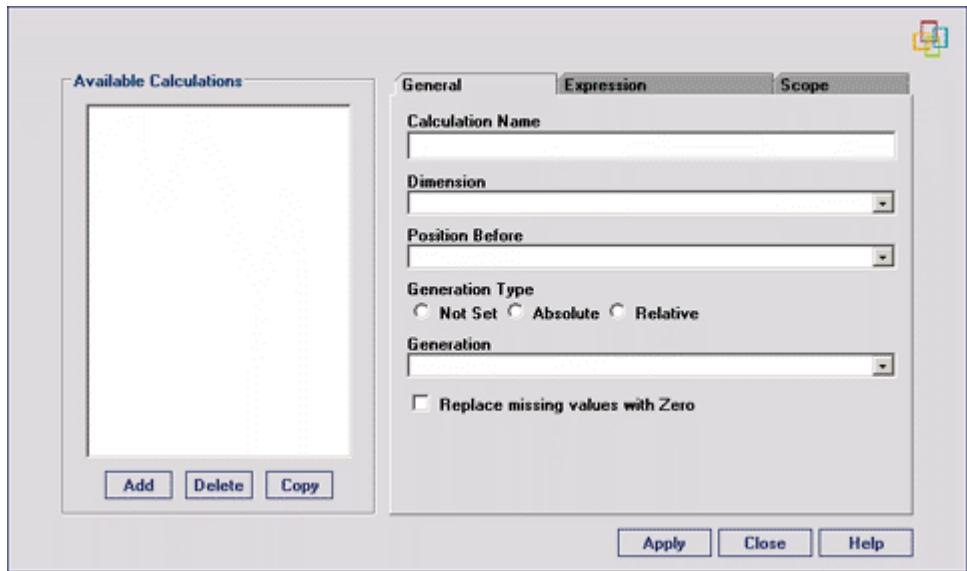 Available Calculations
Add Delete Copy
General Expression Scope
Calculation Name
Dimension
Position Before
Generation Type
Not Set Absolute Relative
Generation
Replace missing values with Zero
Apply Close Help